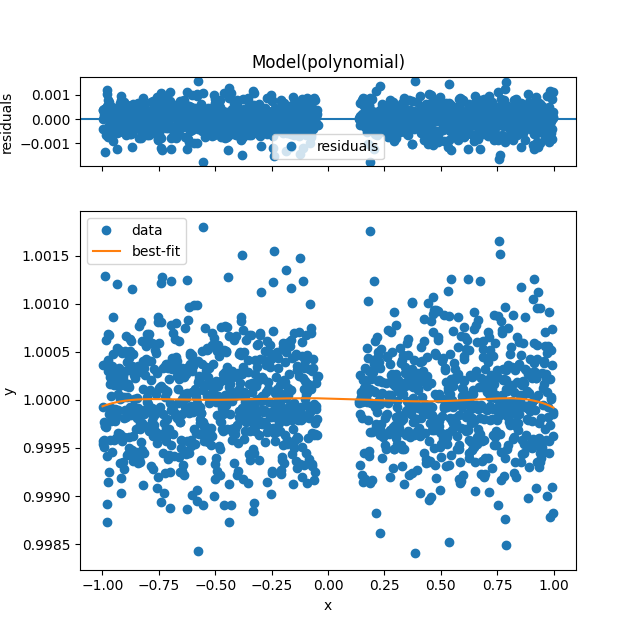 Model(polynomial)
0.001
0.000
−0.001
residuals
residuals
data
best-fit
1.0015
1.0010
1.0005
1.0000
0.9995
0.9990
0.9985
y
−1.00 −0.75 −0.50 −0.25 0.00 0.25 0.50 0.75 1.00
x